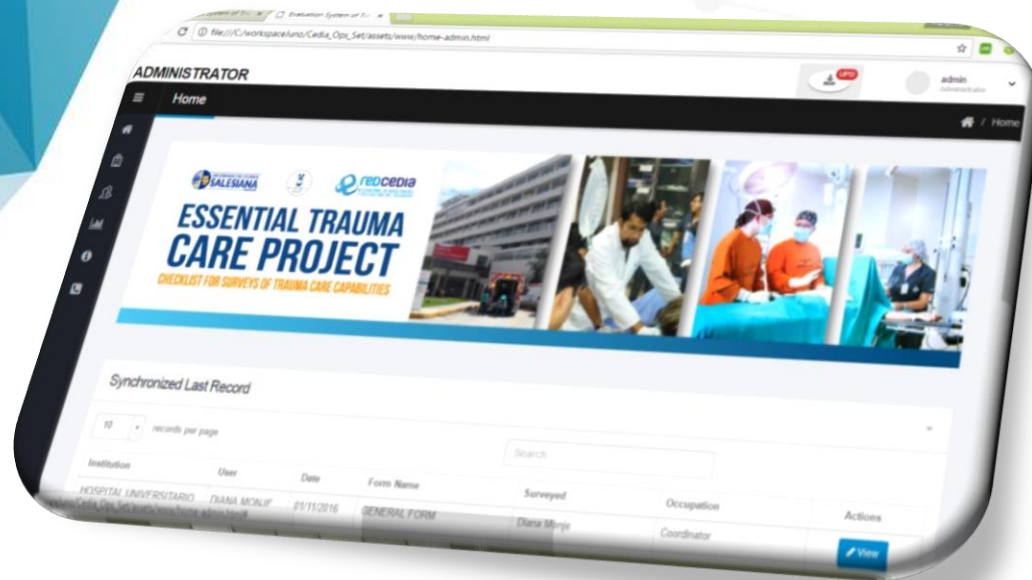 Evaluation System of T
file:///C:/workspace/uno/Cedia_Ops_Set/assets/www/home-admin.html
ADMINISTRATOR
UPD
admin
Administrator
Home
/ Home
SALESIANA
redcedia
ESSENTIAL TRAUMA
CARE PROJECT
CHECKLIST FOR SURVEYS OF TRAUMA CARE CAPABILITIES
Synchronized Last Record
10 records per page
Search
Institution User Date Form Name Surveyed Occupation Actions
HOSPITAL UNIVERSITARIO DIANA MONJE 01/11/2016 GENERAL FORM Diana Monje Coordinator View